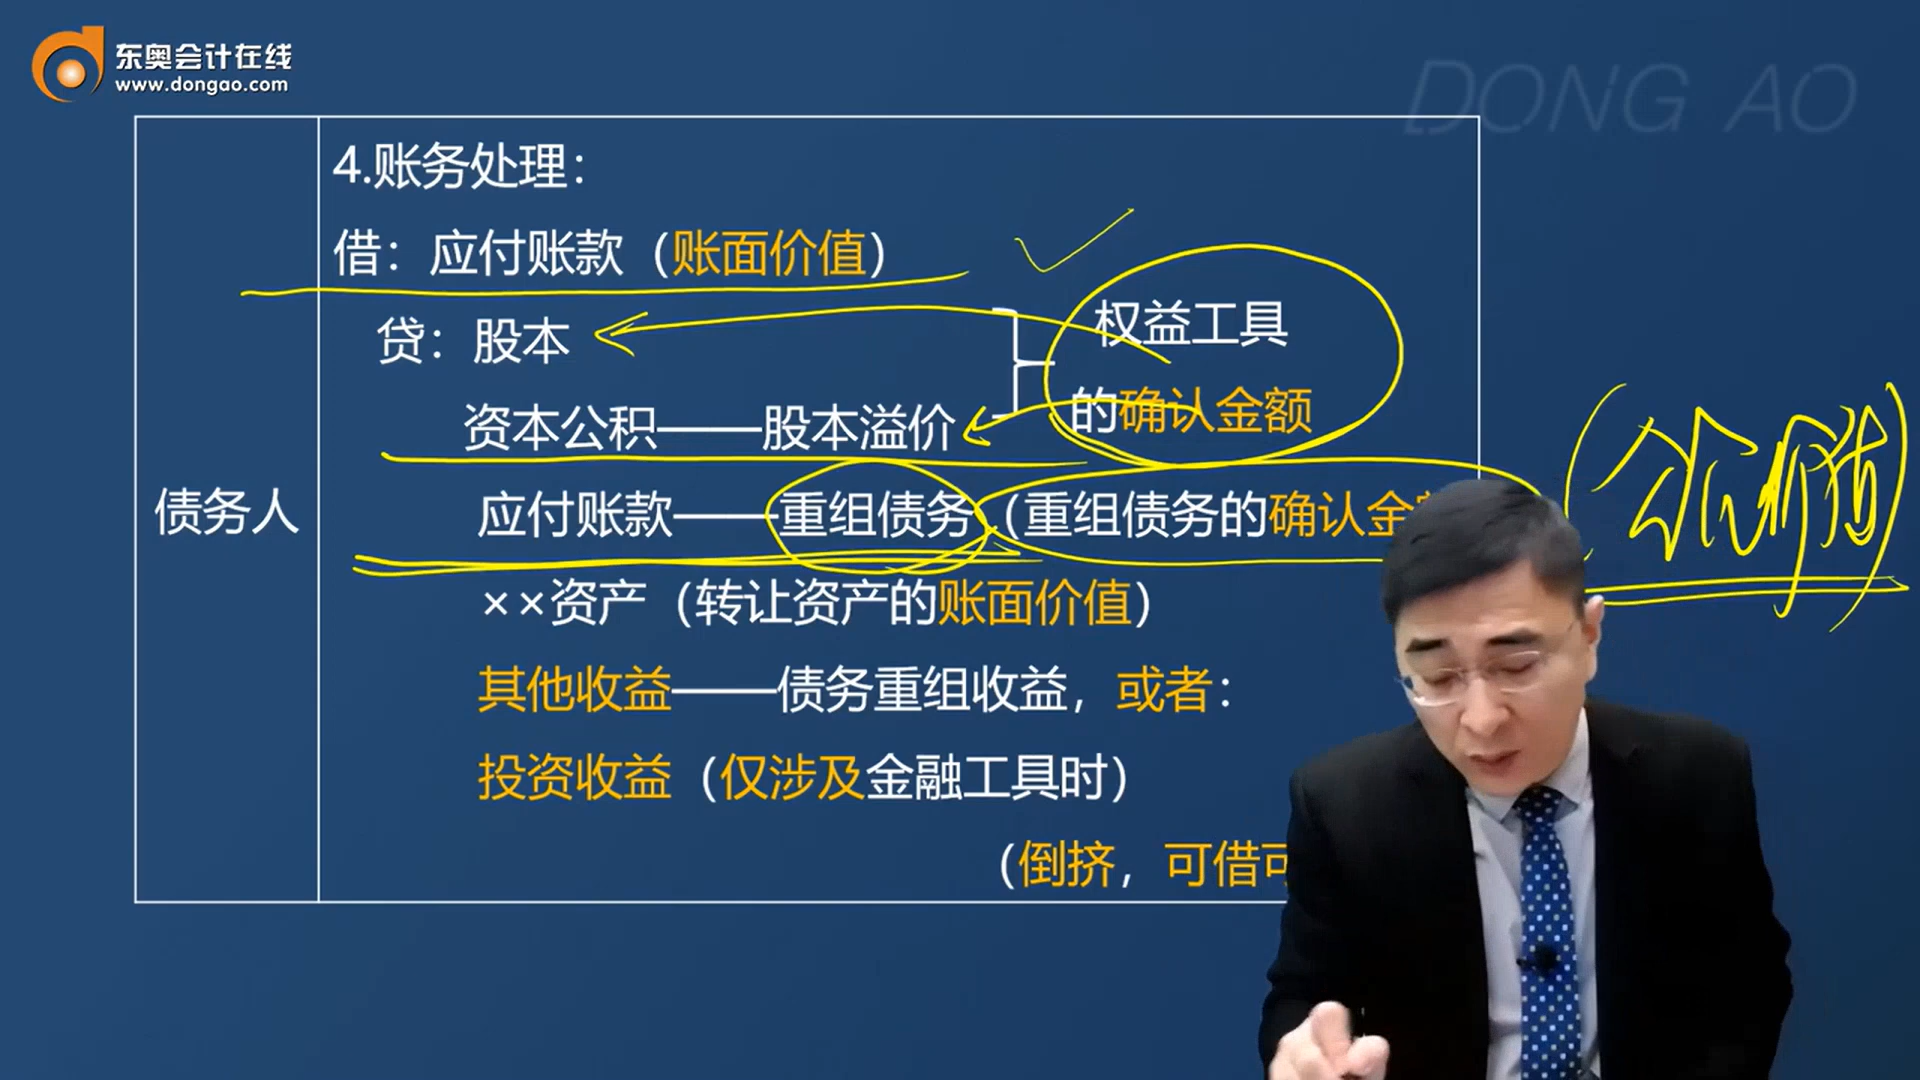 东奥会计在线
www.dongao.com
DONG AO
4.账务处理：
借：应付账款（账面价值）
贷：股本
权益工具
的确认金额
资本公积——股本溢价
债务人
应付账款——重组债务（重组债务的确认金
（公允价值）
××资产（转让资产的账面价值）
其他收益——债务重组收益，或者：
投资收益（仅涉及金融工具时）
（倒挤，可借可